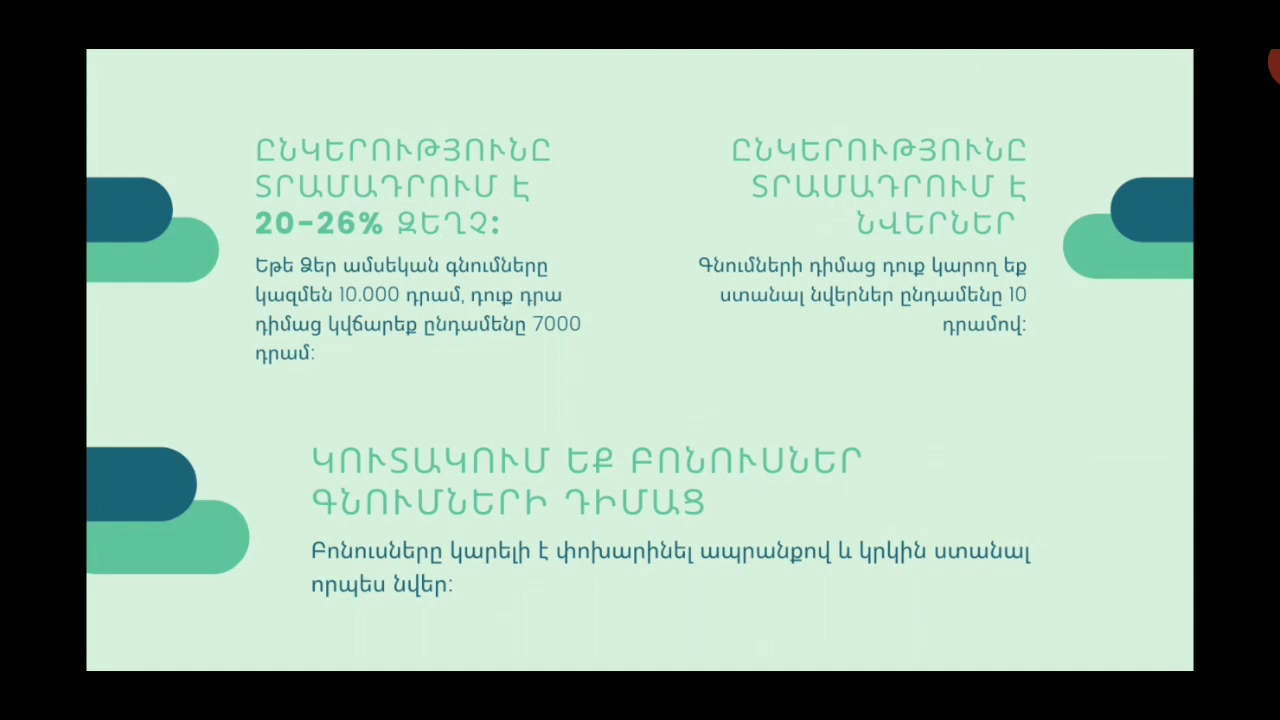 ԸՆԿԵՐՈՒԹՅՈՒՆԸ
ՏՐԱՄԱԴՐՈՒՄ Է
20-26% ԶԵՂՉ:
Եթե Ձեր ամսեկան գնումները
կազմեն 10.000 դրամ, դուք դրա
դիմաց կվճարեք ընդամենը 7000
դրամ:
ԸՆԿԵՐՈՒԹՅՈՒՆԸ
ՏՐԱՄԱԴՐՈՒՄ Է
ՆՎԵՐՆԵՐ
Գնումների դիմաց դուք կարող եք
ստանալ նվերներ ընդամենը 10
դրամով:
ԿՈՒՏԱԿՈՒՄ ԵՔ ԲՈՆՈՒՍՆԵՐ
ԳՆՈՒՄՆԵՐԻ ԴԻՄԱՑ
Բոնուսները կարելի է փոխարինել ապրանքով և կրկին ստանալ
որպես նվեր: